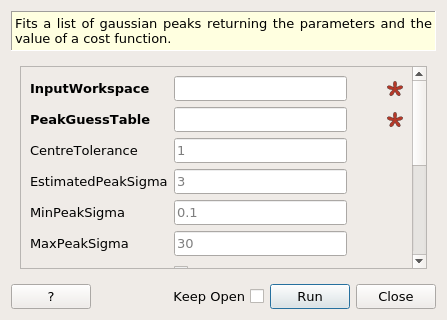 Fits a list of gaussian peaks returning the parameters and the
value of a cost function.
InputWorkspace
PeakGuessTable
CentreTolerance 1
EstimatedPeakSigma 3
MinPeakSigma 0.1
MaxPeakSigma 30
? Keep Open Run Close